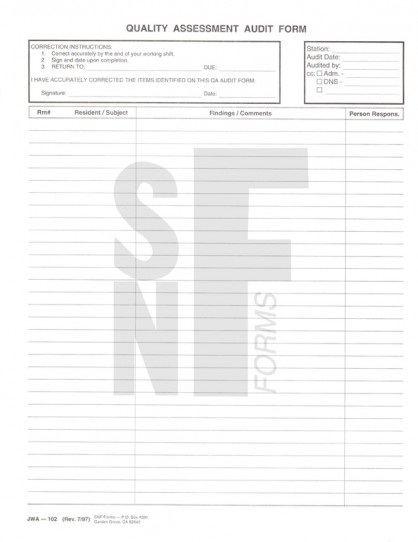 QUALITY ASSESSMENT AUDIT FORM
CORRECTION INSTRUCTIONS:
1. Correct accurately by the end of your working shift.
2. Sign and date upon completion.
3. RETURN TO: DUE:
I HAVE ACCURATELY CORRECTED THE ITEMS IDENTIFIED ON THIS QA AUDIT FORM.
Signature: Date:
Station:
Audit Date:
Audited by:
cc: ☐ Adm. -
☐ DNS -
☐
Rm# Resident / Subject Findings / Comments Person Respons.
SNF
FORMS
JWA — 102 (Rev. 7/97)
SNF Forms — P.O. Box
Garden Grove, CA